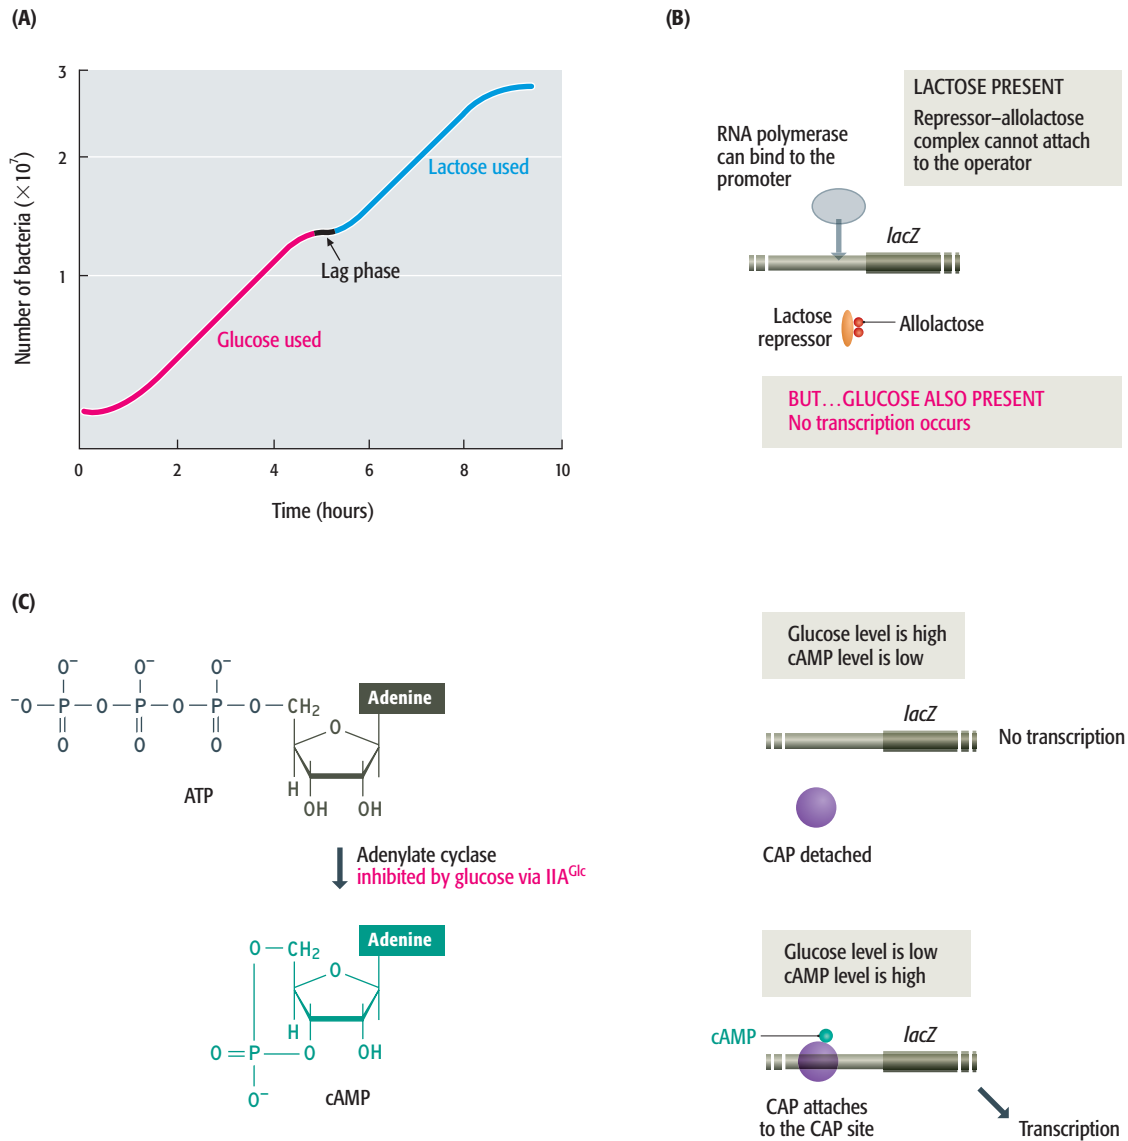 (A)
3
2
1
Number of bacteria (×10⁷)
Lactose used
Lag phase
Glucose used
0 2 4 6 8 10
Time (hours)
(B)
LACTOSE PRESENT
Repressor–allolactose
complex cannot attach
to the operator
RNA polymerase
can bind to the
promoter
lacZ
Lactose
repressor
Allolactose
BUT...GLUCOSE ALSO PRESENT
No transcription occurs
(C)
O⁻ O⁻ O⁻
⁻O—P—O—P—O—P—O—CH₂
O O O
Adenine
O
H
OH OH
ATP
Adenylate cyclase
inhibited by glucose via IIAᴳˡᶜ
Adenine
O—CH₂
O
H
O=P—O OH
O⁻
cAMP
Glucose level is high
cAMP level is low
lacZ
No transcription
CAP detached
Glucose level is low
cAMP level is high
cAMP
lacZ
CAP attaches
to the CAP site
Transcription